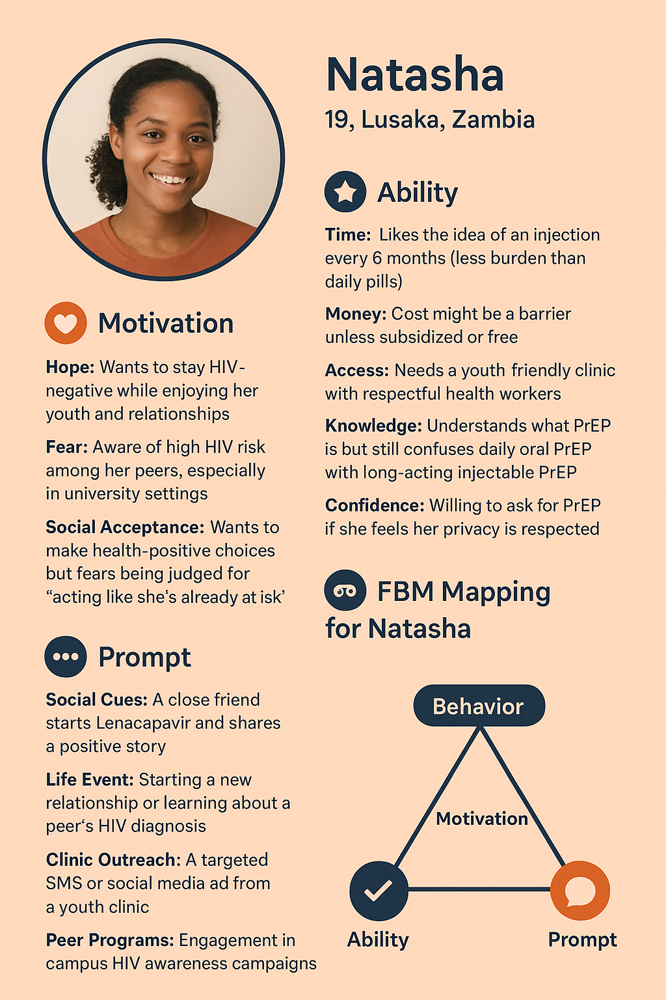 Natasha
19, Lusaka, Zambia
Motivation
Hope: Wants to stay HIV-
negative while enjoying her
youth and relationships
Fear: Aware of high HIV risk
among her peers, especially
in university settings
Social Acceptance: Wants to
make health-positive choices
but fears being judged for
“acting like she‘s already at isk’
Prompt
Social Cues: A close friend
starts Lenacapavir and shares
a positive story
Life Event: Starting a new
relationship or learning about a
peer‘s HIV diagnosis
Clinic Outreach: A targeted
SMS or social media ad from
a youth clinic
Peer Programs: Engagement in
campus HIV awareness campaigns
Ability
Time: Likes the idea of an injection
every 6 months (less burden than
daily pills)
Money: Cost might be a barrier
unless subsidized or free
Access: Needs a youth friendly clinic
with respectful health workers
Knowledge: Understands what PrEP
is but still confuses daily oral PrEP
with long-acting injectable PrEP
Confidence: Willing to ask for PrEP
if she feels her privacy is respected
FBM Mapping
for Natasha
Behavior
Motivation
Ability
Prompt